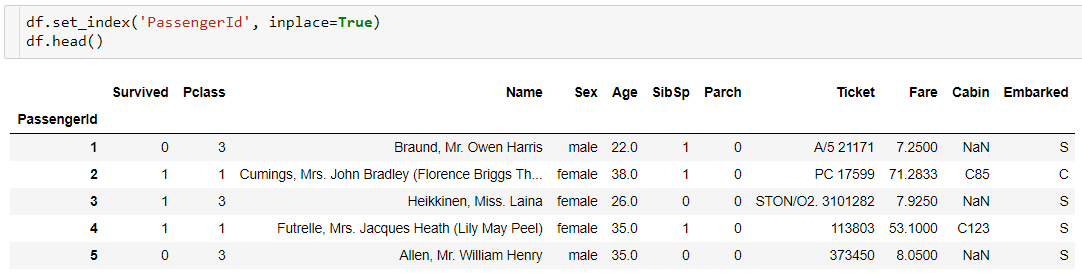 df.set_index('PassengerId', inplace=True)
df.head()
Survived Pclass Name Sex Age SibSp Parch Ticket Fare Cabin Embarked
PassengerId
1 0 3 Braund, Mr. Owen Harris male 22.0 1 0 A/5 21171 7.2500 NaN S
2 1 1 Cumings, Mrs. John Bradley (Florence Briggs Th... female 38.0 1 0 PC 17599 71.2833 C85 C
3 1 3 Heikkinen, Miss. Laina female 26.0 0 0 STON/O2. 3101282 7.9250 NaN S
4 1 1 Futrelle, Mrs. Jacques Heath (Lily May Peel) female 35.0 1 0 113803 53.1000 C123 S
5 0 3 Allen, Mr. William Henry male 35.0 0 0 373450 8.0500 NaN S